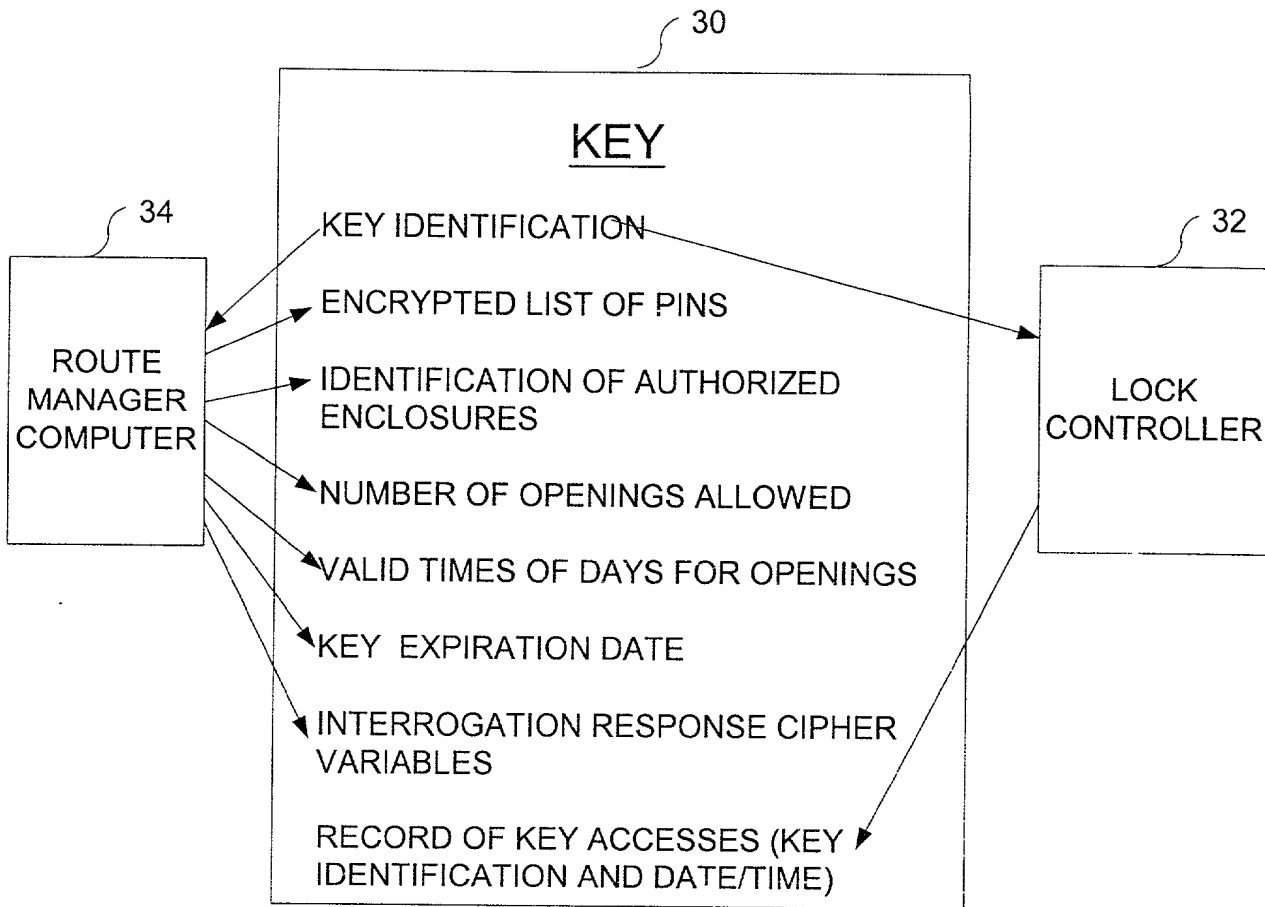 30
KEY
34
KEY IDENTIFICATION
32
ENCRYPTED LIST OF PINS
ROUTE
MANAGER
COMPUTER
IDENTIFICATION OF AUTHORIZED
ENCLOSURES
LOCK
CONTROLLER
NUMBER OF OPENINGS ALLOWED
VALID TIMES OF DAYS FOR OPENINGS
KEY EXPIRATION DATE
INTERROGATION RESPONSE CIPHER
VARIABLES
RECORD OF KEY ACCESSES (KEY
IDENTIFICATION AND DATE/TIME)